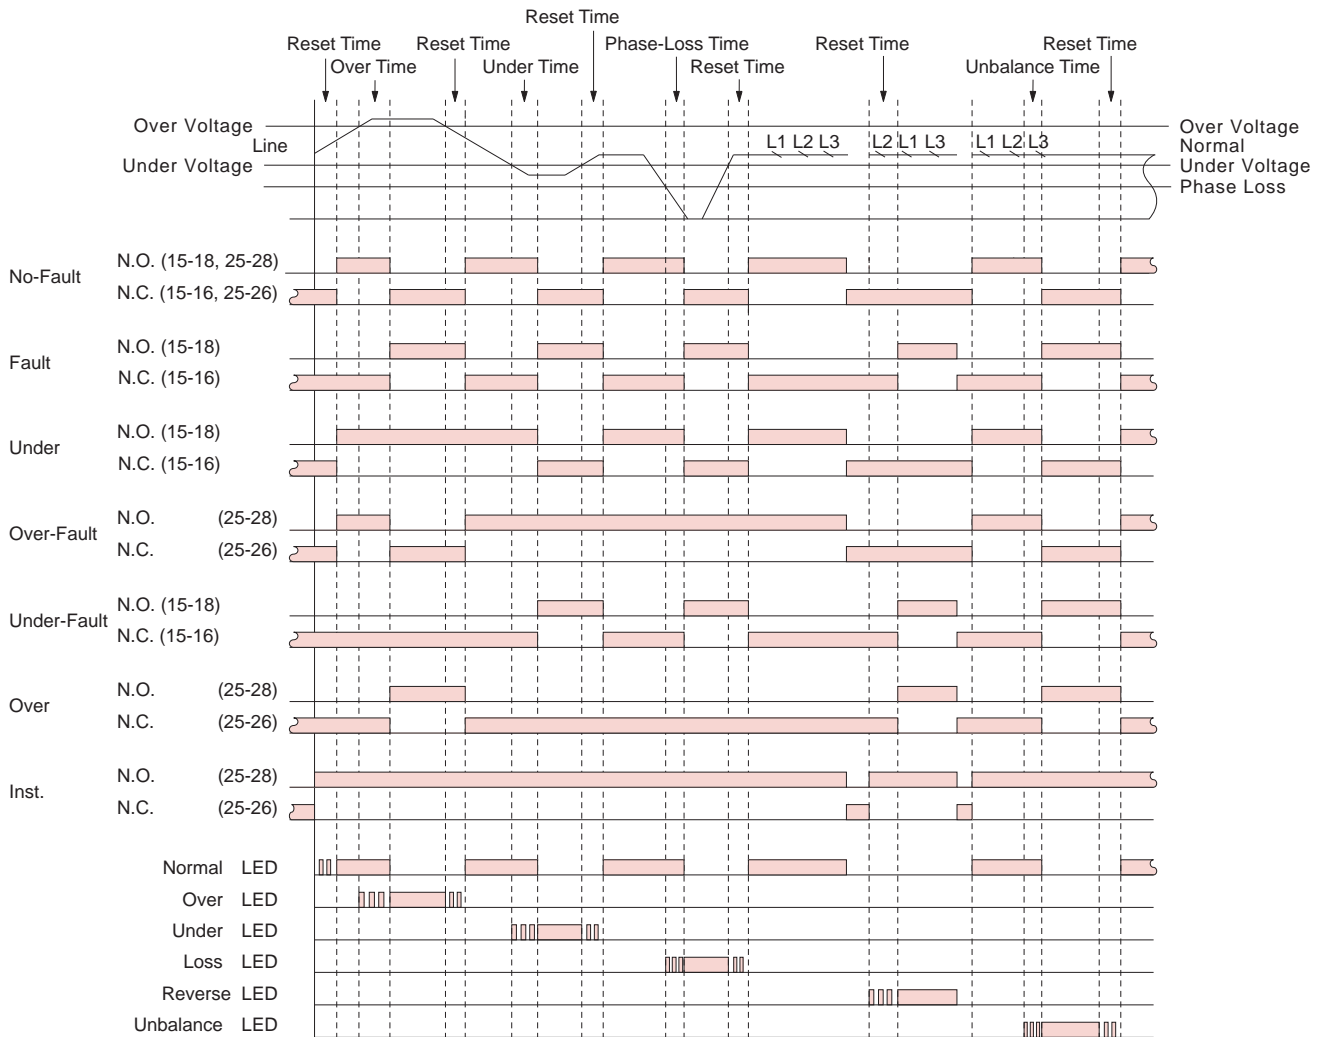 Reset Time
Reset Time Reset Time Phase-Loss Time Reset Time Reset Time
Over Time Under Time Reset Time Unbalance Time
Over Voltage Over Voltage
Line L1 L2 L3 L2 L1 L3 L1 L2 L3 Normal
Under Voltage Under Voltage
Phase Loss
No-Fault
N.O. (15-18, 25-28)
N.C. (15-16, 25-26)
Fault
N.O. (15-18)
N.C. (15-16)
Under
N.O. (15-18)
N.C. (15-16)
Over-Fault
N.O. (25-28)
N.C. (25-26)
Under-Fault
N.O. (15-18)
N.C. (15-16)
Over
N.O. (25-28)
N.C. (25-26)
Inst.
N.O. (25-28)
N.C. (25-26)
Normal LED
Over LED
Under LED
Loss LED
Reverse LED
Unbalance LED